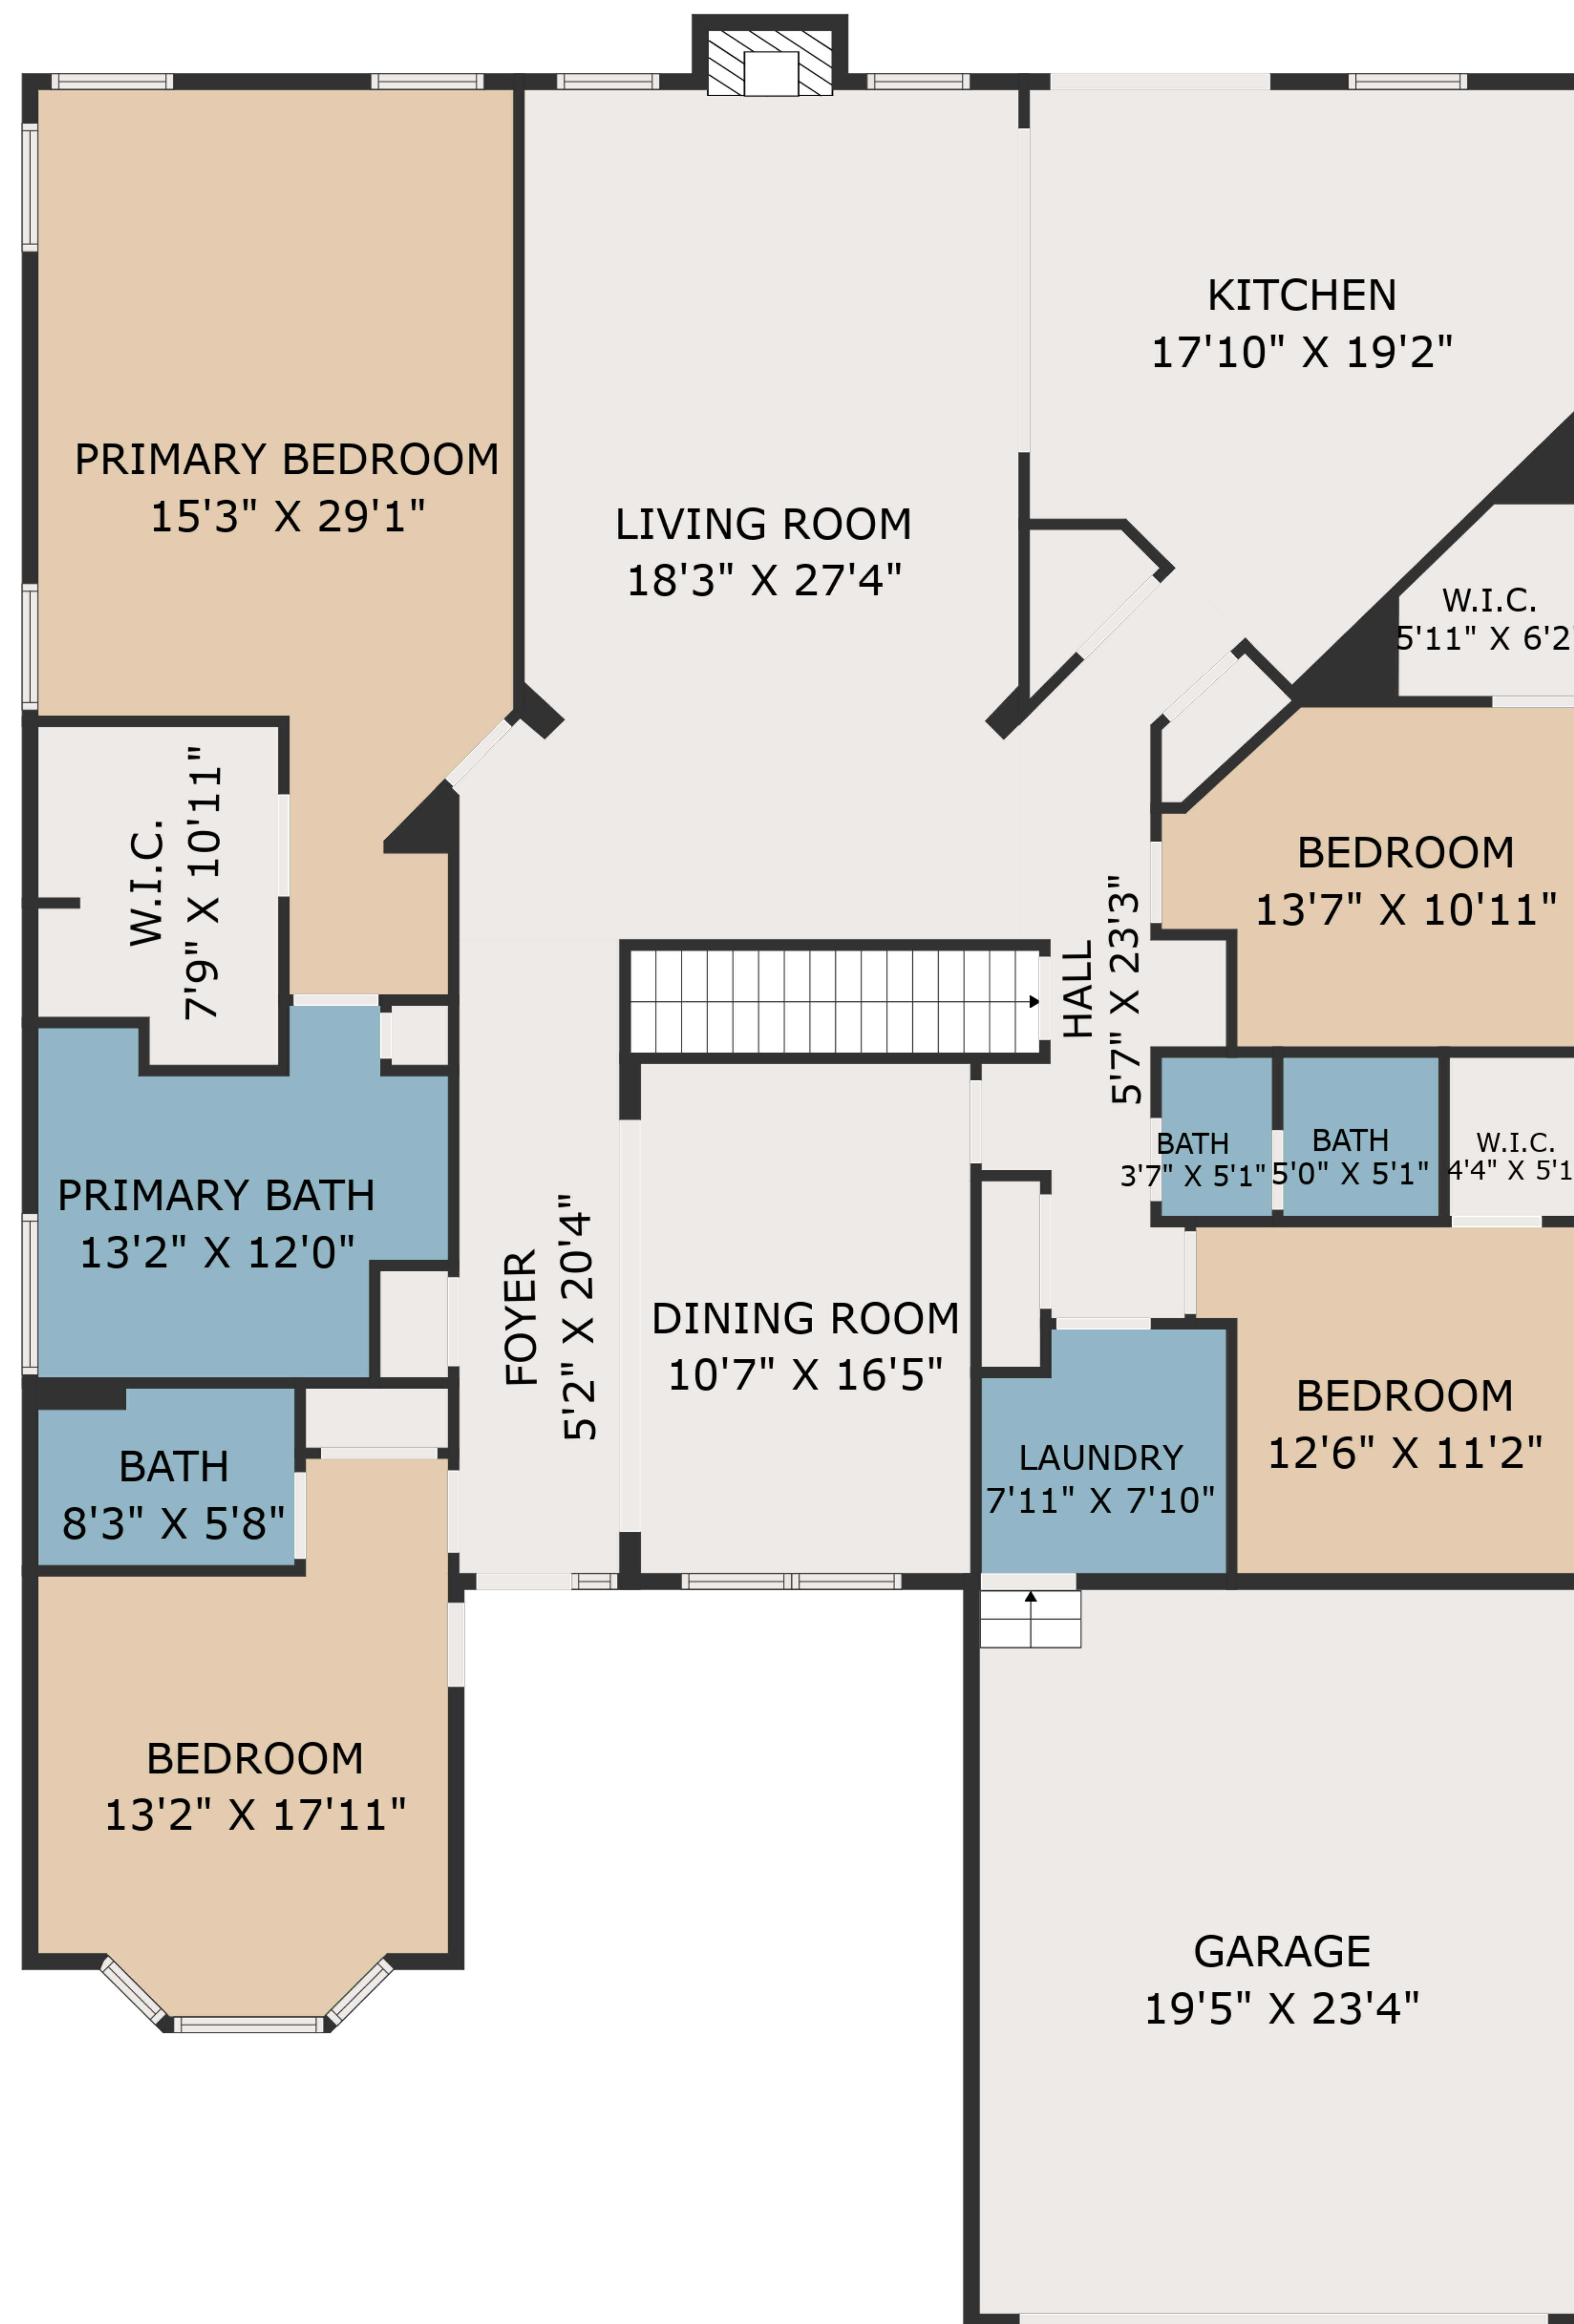 KITCHEN
17'10" X 19'2"
PRIMARY BEDROOM
15'3" X 29'1"
LIVING ROOM
18'3" X 27'4"
W.I.C.
5'11" X 6'2"
W.I.C.
7'9" X 10'11"
BEDROOM
13'7" X 10'11"
HALL
5'7" X 23'3"
BATH
3'7" X 5'1"
BATH
5'0" X 5'1"
W.I.C.
4'4" X 5'1
PRIMARY BATH
13'2" X 12'0"
FOYER
5'2" X 20'4"
DINING ROOM
10'7" X 16'5"
BEDROOM
12'6" X 11'2"
LAUNDRY
7'11" X 7'10"
BATH
8'3" X 5'8"
BEDROOM
13'2" X 17'11"
GARAGE
19'5" X 23'4"